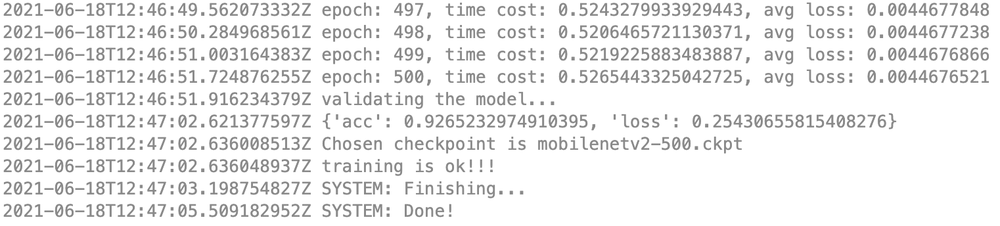 2021-06-18T12:46:49.562073332Z epoch: 497, time cost: 0.5243279933929443, avg loss: 0.0044677848
2021-06-18T12:46:50.284968561Z epoch: 498, time cost: 0.5206465721130371, avg loss: 0.0044677238
2021-06-18T12:46:51.003164383Z epoch: 499, time cost: 0.5219225883483887, avg loss: 0.0044676866
2021-06-18T12:46:51.724876255Z epoch: 500, time cost: 0.5265443325042725, avg loss: 0.0044676521
2021-06-18T12:46:51.916234379Z validating the model...
2021-06-18T12:47:02.621377597Z {'acc': 0.9265232974910395, 'loss': 0.25430655815408276}
2021-06-18T12:47:02.636008513Z Chosen checkpoint is mobilenetv2-500.ckpt
2021-06-18T12:47:02.636048937Z training is ok!!!
2021-06-18T12:47:03.198754827Z SYSTEM: Finishing...
2021-06-18T12:47:05.509182952Z SYSTEM: Done!